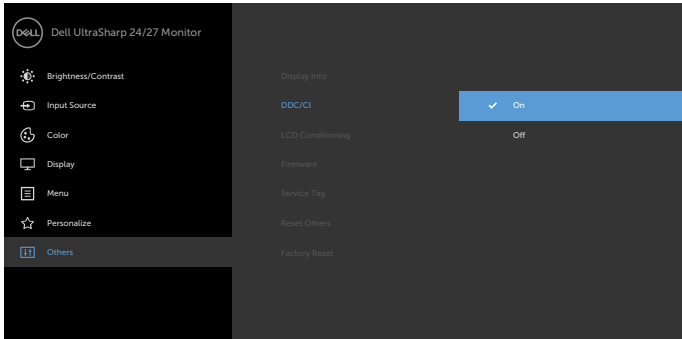 DELL
Dell UltraSharp 24/27 Monitor
Brightness/Contrast
Input Source
Color
Display
Menu
Personalize
Others
Display Info
DDC/CI
LCD Conditioning
Firmware
Service Tag
Reset Others
Factory Reset
On
Off